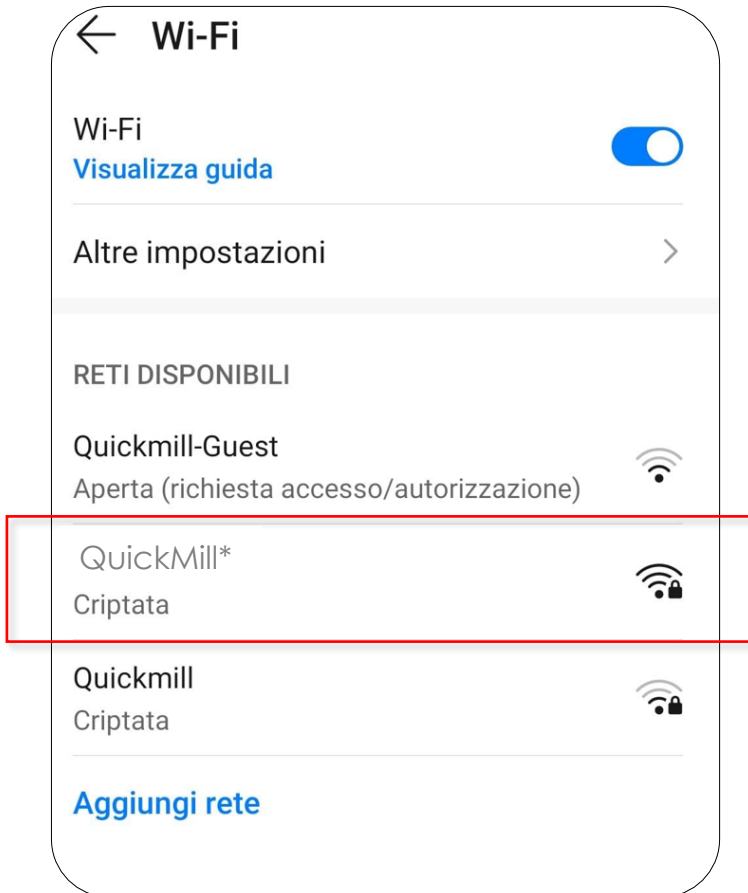 Wi-Fi
Wi-Fi
Visualizza guida
Altre impostazioni
RETI DISPONIBILI
Quickmill-Guest
Aperta (richiesta accesso/autorizzazione)
QuickMill*
Criptata
Quickmill
Criptata
Aggiungi rete